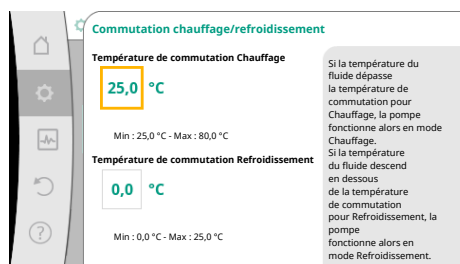 Commutation chauffage/refroidissement
Température de commutation Chauffage
25,0 °C
Min : 25,0 °C - Max : 80,0 °C
Température de commutation Refroidissement
0,0 °C
Min : 0,0 °C - Max : 25,0 °C
Si la température du
fluide dépasse
la température de
commutation pour
Chauffage, la pompe
fonctionne alors en mode
Chauffage.
Si la température
du fluide descend
en dessous
de la température
de commutation
pour Refroidissement, la
pompe
fonctionne alors en
mode Refroidissement.